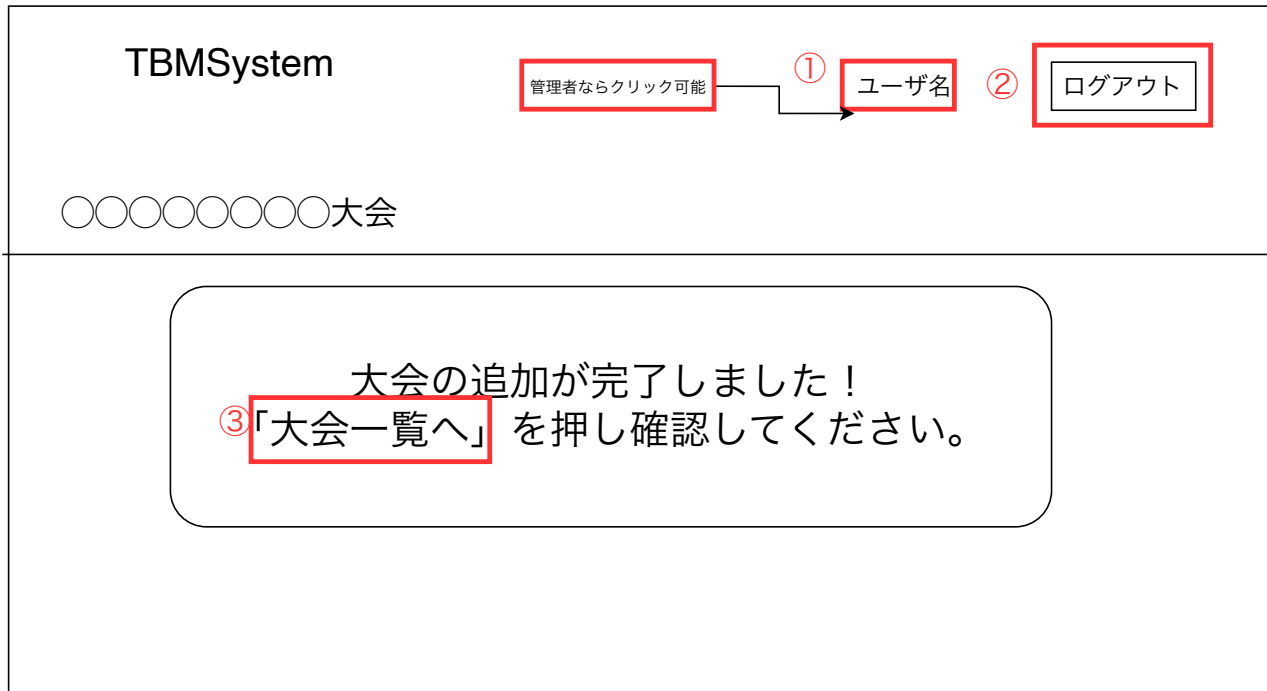 TBMSystem
管理者ならクリック可能
①
ユーザ名
②
ログアウト
◯◯◯◯◯◯◯◯大会
大会の追加が完了しました！
③「大会一覧へ」を押し確認してください。